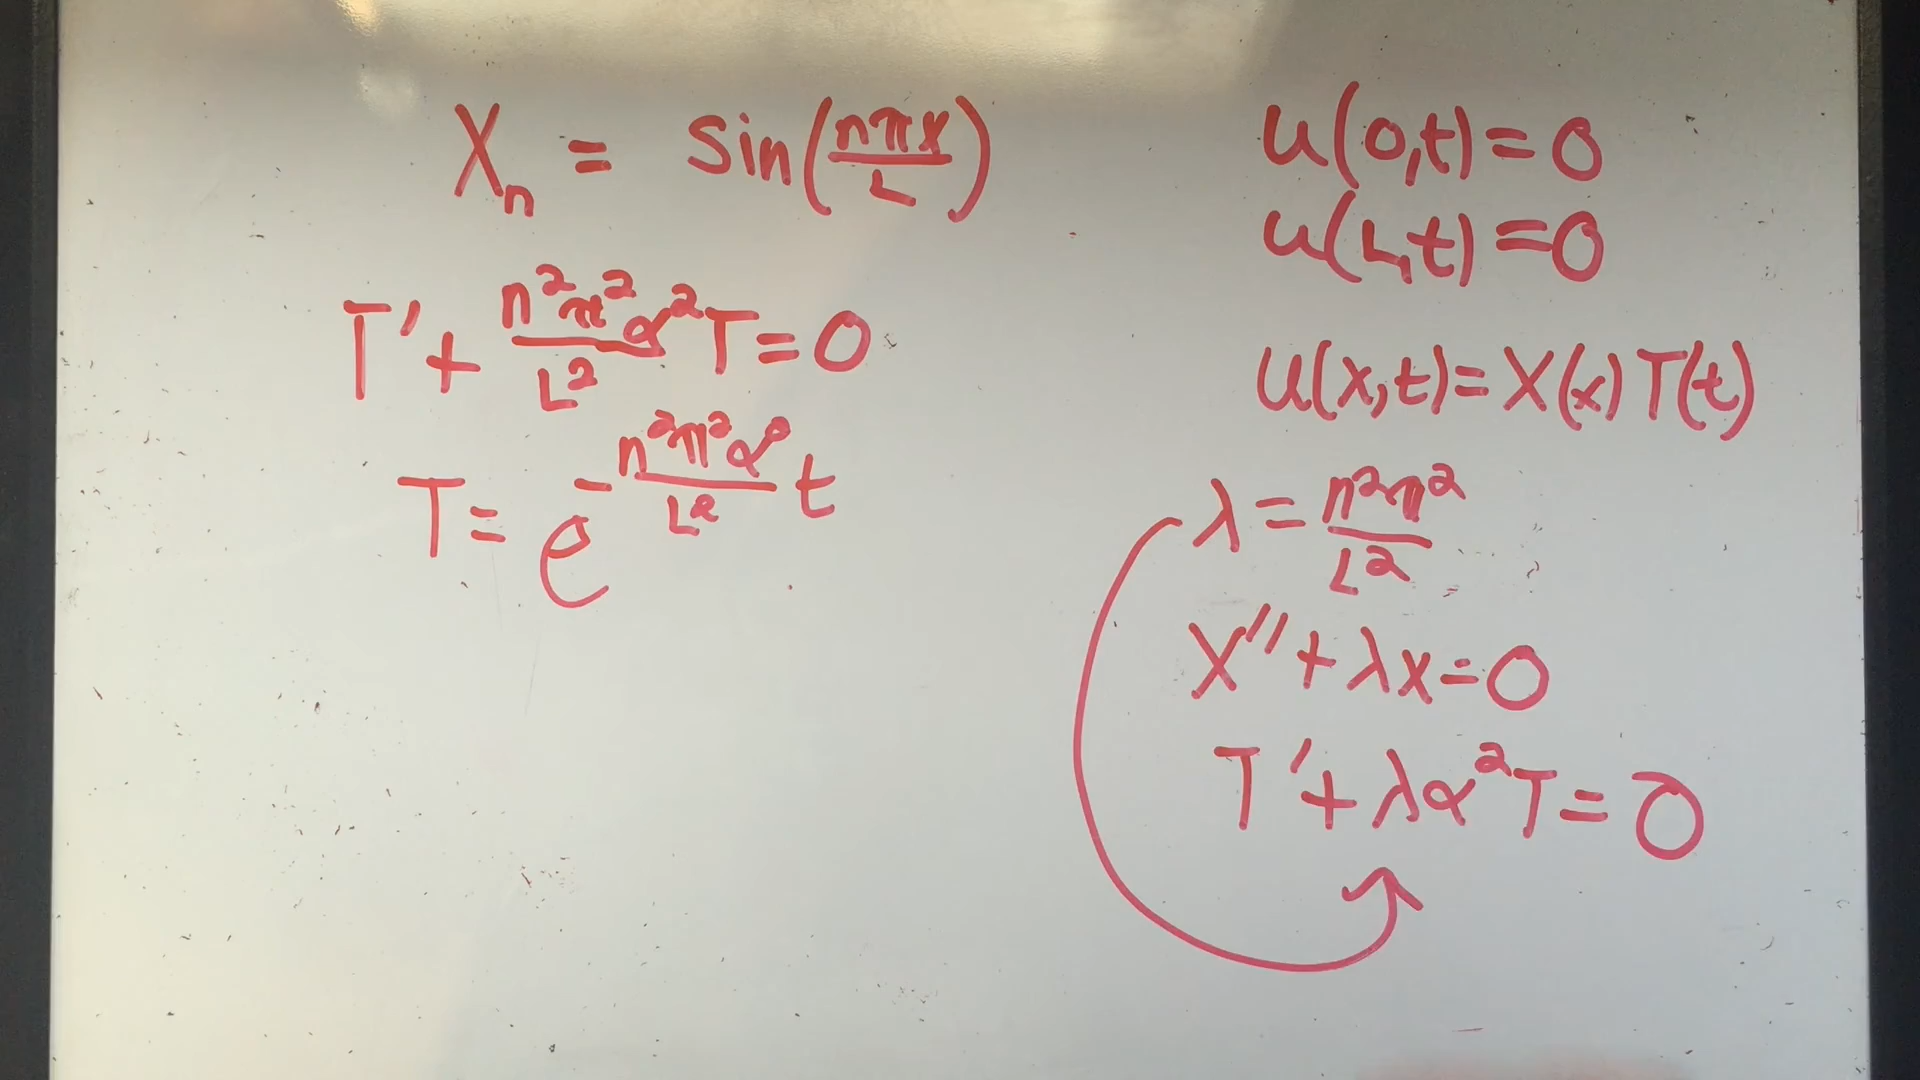 Xₙ = sin(nπx/L)
T' + n²π²α²/L² T = 0
T = e^(-n²π²α²/L² t)
u(0,t) = 0
u(L,t) = 0
u(x,t) = X(x) T(t)
λ = n²π²/L²
X'' + λx = 0
T' + λα²T = 0